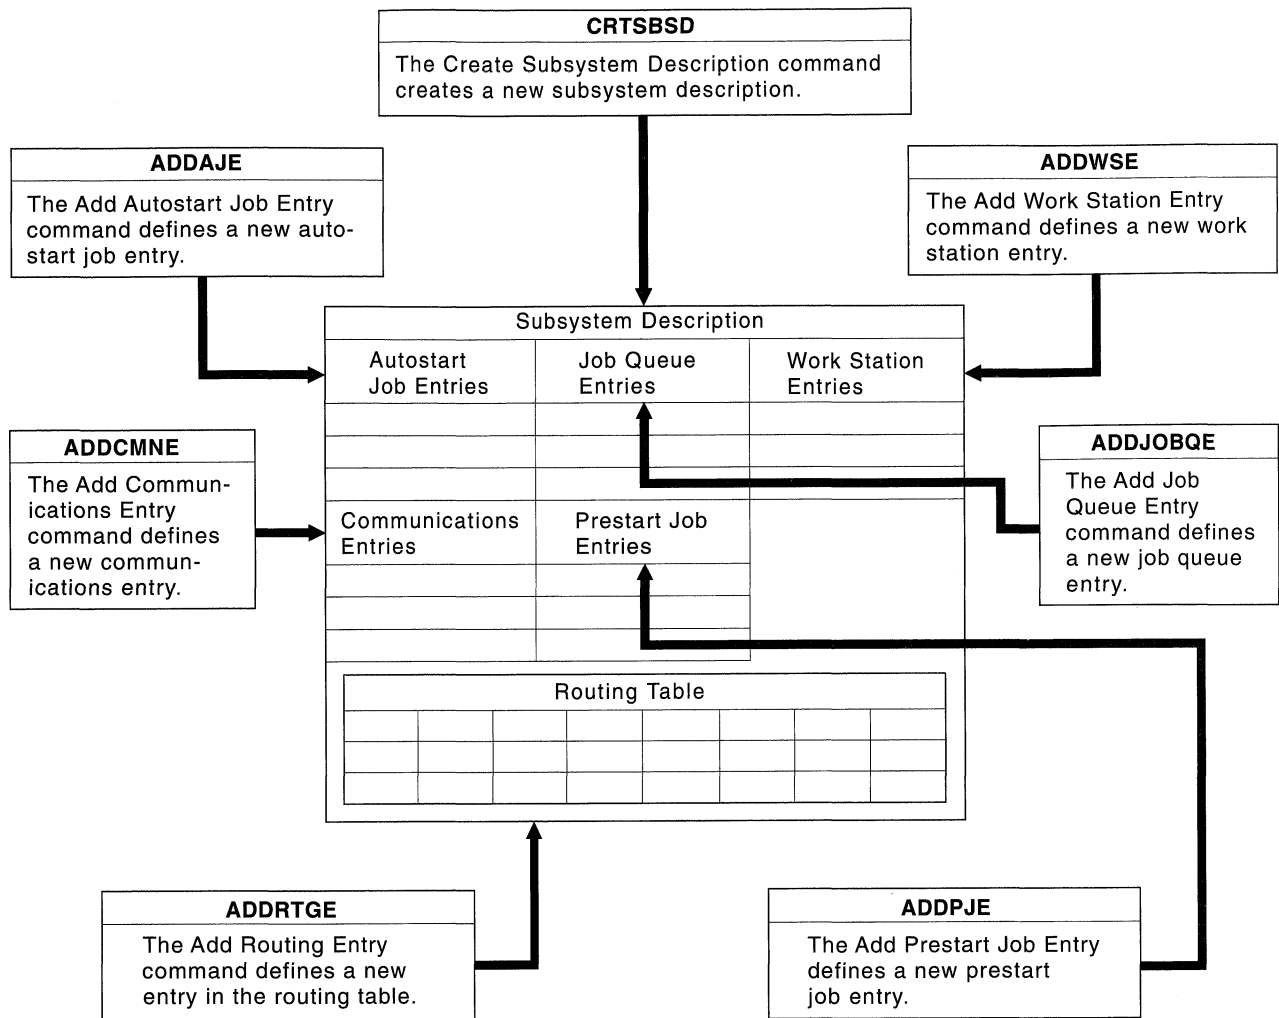 CRTSBSD
The Create Subsystem Description command
creates a new subsystem description.
ADDAJE
The Add Autostart Job Entry
command defines a new auto-
start job entry.
ADDWSE
The Add Work Station Entry
command defines a new work
station entry.
Subsystem Description
Autostart
Job Entries
Job Queue
Entries
Work Station
Entries
ADDCMNE
The Add Commun-
ications Entry
command defines
a new commun-
ications entry.
ADDJOBQE
The Add Job
Queue Entry
command defines
a new job queue
entry.
Communications
Entries
Prestart Job
Entries
Routing Table
ADDRTGE
The Add Routing Entry
command defines a new
entry in the routing table.
ADDPJE
The Add Prestart Job Entry
defines a new prestart
job entry.